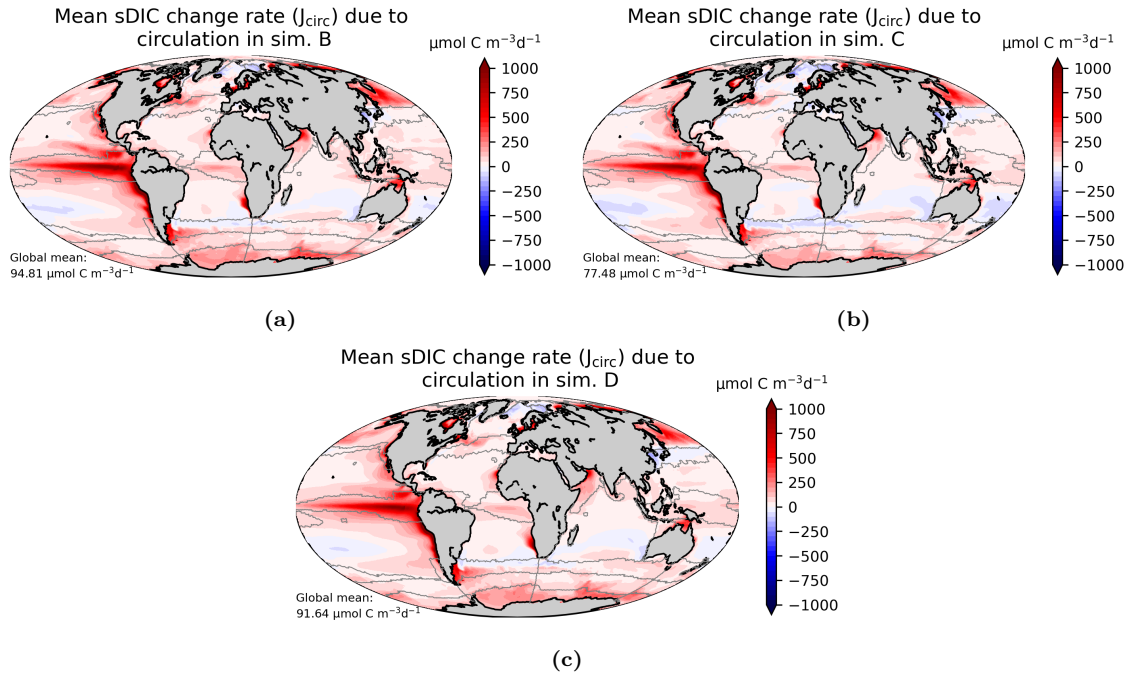 Mean sDIC change rate (J_circ) due to
circulation in sim. B
μmol C m⁻³d⁻¹
1000
750
500
250
0
−250
−500
−750
−1000
Global mean:
94.81 μmol C m⁻³d⁻¹
(a)
Mean sDIC change rate (J_circ) due to
circulation in sim. C
μmol C m⁻³d⁻¹
1000
750
500
250
0
−250
−500
−750
−1000
Global mean:
77.48 μmol C m⁻³d⁻¹
(b)
Mean sDIC change rate (J_circ) due to
circulation in sim. D
μmol C m⁻³d⁻¹
1000
750
500
250
0
−250
−500
−750
−1000
Global mean:
91.64 μmol C m⁻³d⁻¹
(c)